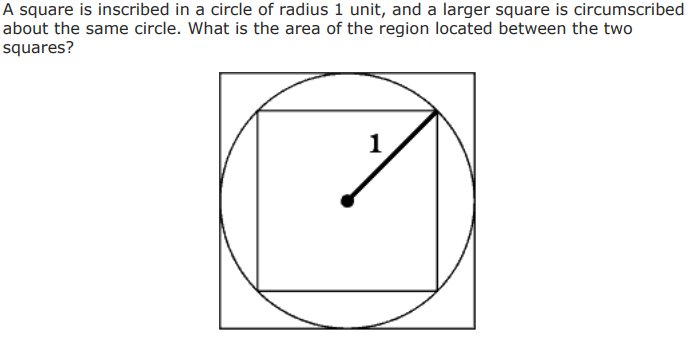 A square is inscribed in a circle of radius 1 unit, and a larger square is circumscribed
about the same circle. What is the area of the region located between the two
squares?
1